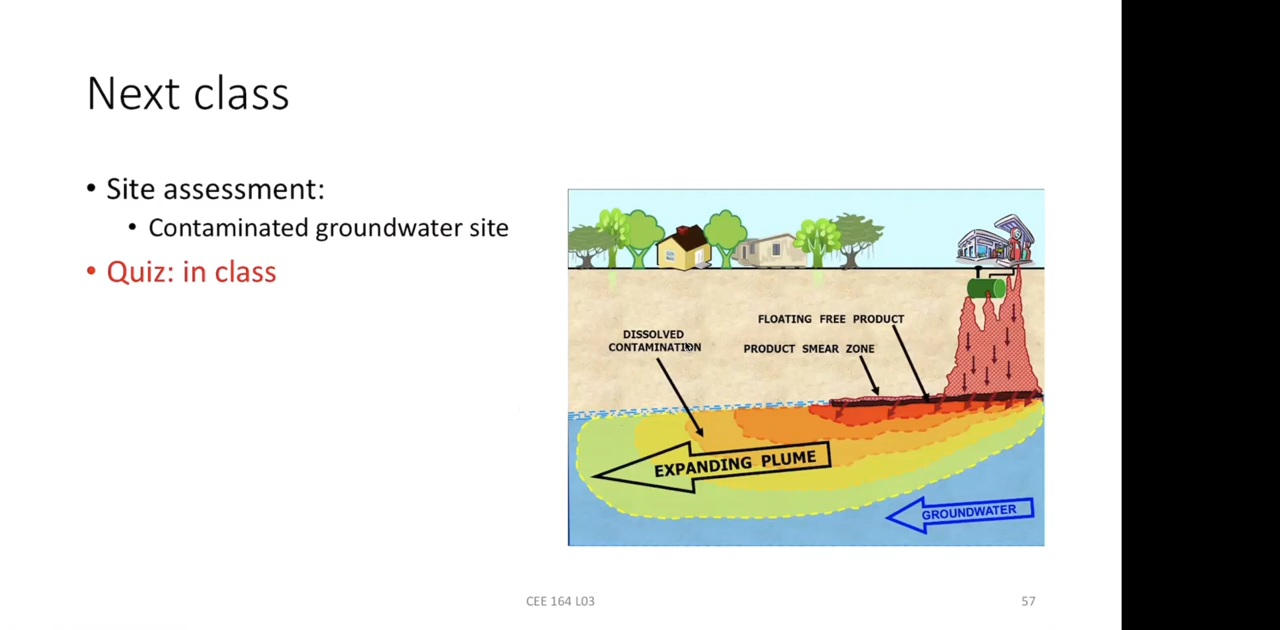 Next class
• Site assessment:
• Contaminated groundwater site
• Quiz: in class
FLOATING FREE PRODUCT
DISSOLVED
CONTAMINATION
PRODUCT SMEAR ZONE
EXPANDING PLUME
GROUNDWATER
CEE 164 L03
57